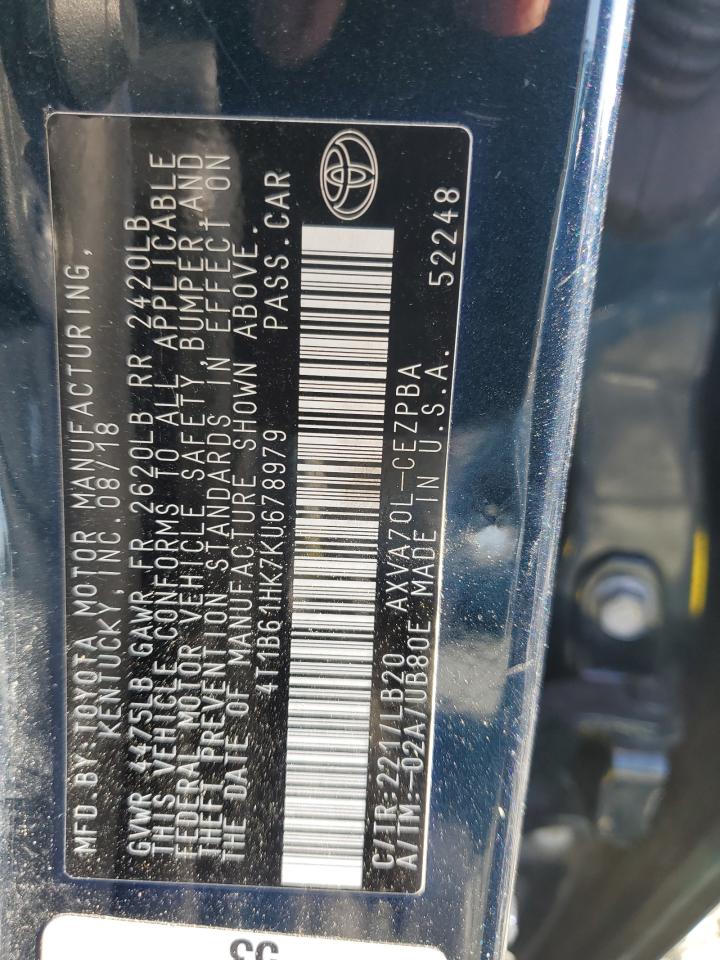 MFD.BY:TOYOTA MOTOR MANUFACTURING,
KENTUCKY,INC.08/18
GVWR 4475LB GAWR FR 2620LB RR 2420LB
THIS VEHICLE CONFORMS TO ALL APPLICABLE
FEDERAL MOTOR VEHICLE SAFETY,BUMPER,AND
THEFT PREVENTION STANDARDS IN EFFECT ON
THE DATE OF MANUFACTURE SHOWN ABOVE.
4T1B61HK7KU678979 PASS.CAR
C/TR:221/LB20 AXVA70L-CEZPBA
A/TM:-02A/UB80E MADE IN U.S.A. 52248